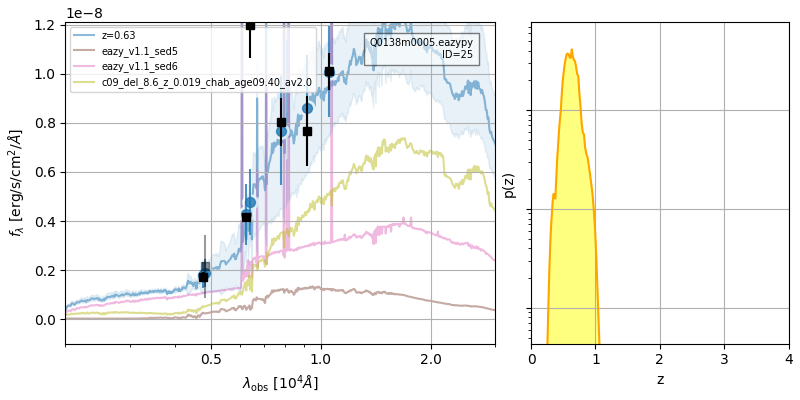 1e−8
1.2
1.0
0.8
0.6
0.4
0.2
0.0
f_λ [erg/s/cm²/Å]
z=0.63
eazy_v1.1_sed5
eazy_v1.1_sed6
c09_del_8.6_z_0.019_chab_age09.40_av2.0
Q0138m0005.eazypy
ID=25
0.5 1.0 2.0
λ_obs [10⁴Å]
p(z)
0 1 2 3 4
z